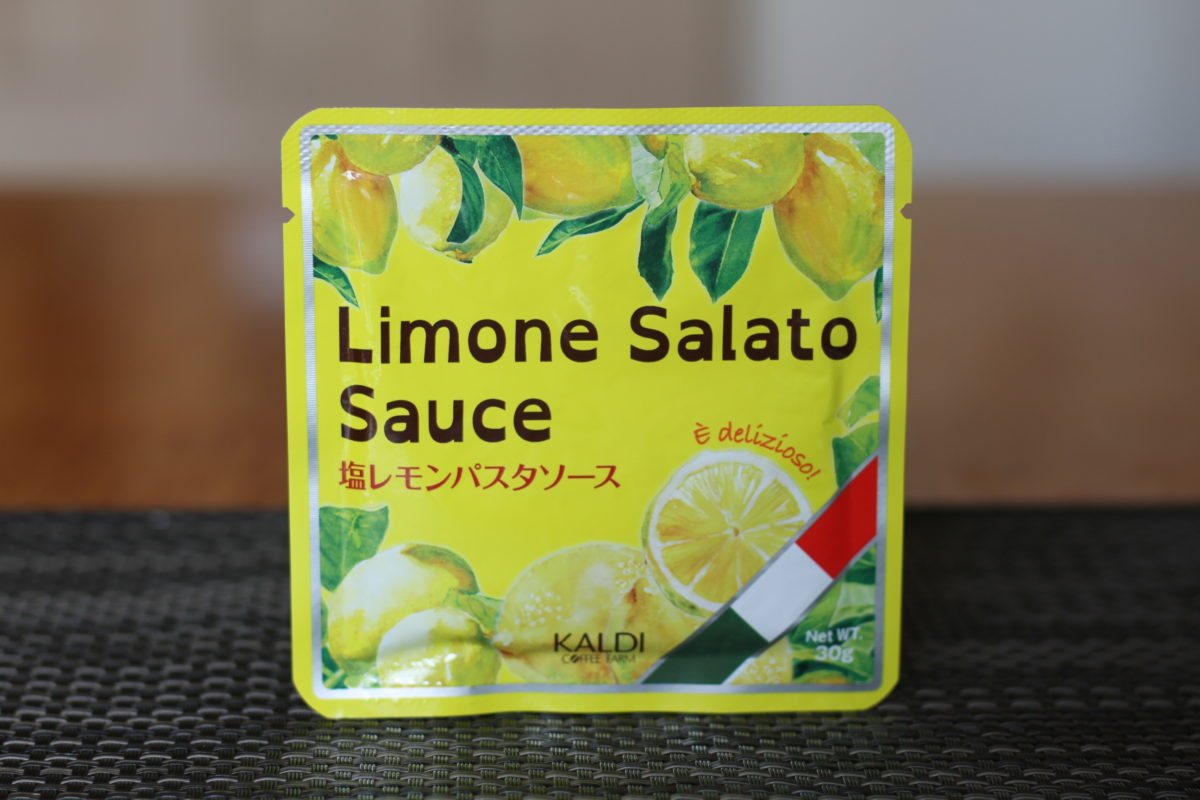 Limone Salato
Sauce
塩レモンパスタソース
È delizioso!
KALDI
COFFEE FARM
Net WT.
30g